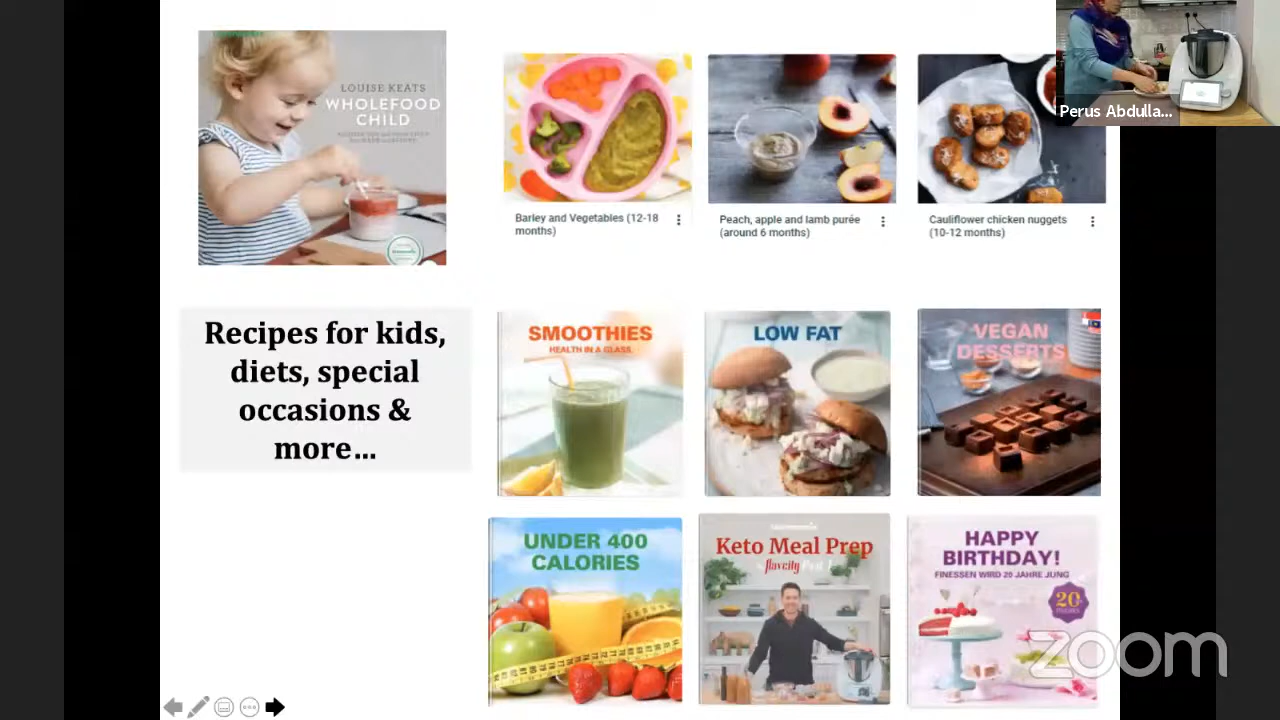 LOUISE KEATS
WHOLEFOOD
CHILD
Perus Abdulla...
Barley and Vegetables (12-18
months)
Peach, apple and lamb purée
(around 6 months)
Cauliflower chicken nuggets
(10-12 months)
Recipes for kids,
diets, special
occasions &
more...
SMOOTHIES
HEALTH IN A GLASS
LOW FAT
VEGAN
DESSERTS
UNDER 400
CALORIES
Keto Meal Prep
flavcity
HAPPY
BIRTHDAY!
FINESSEN WIRD 20 JAHRE JUNG
20
zoom